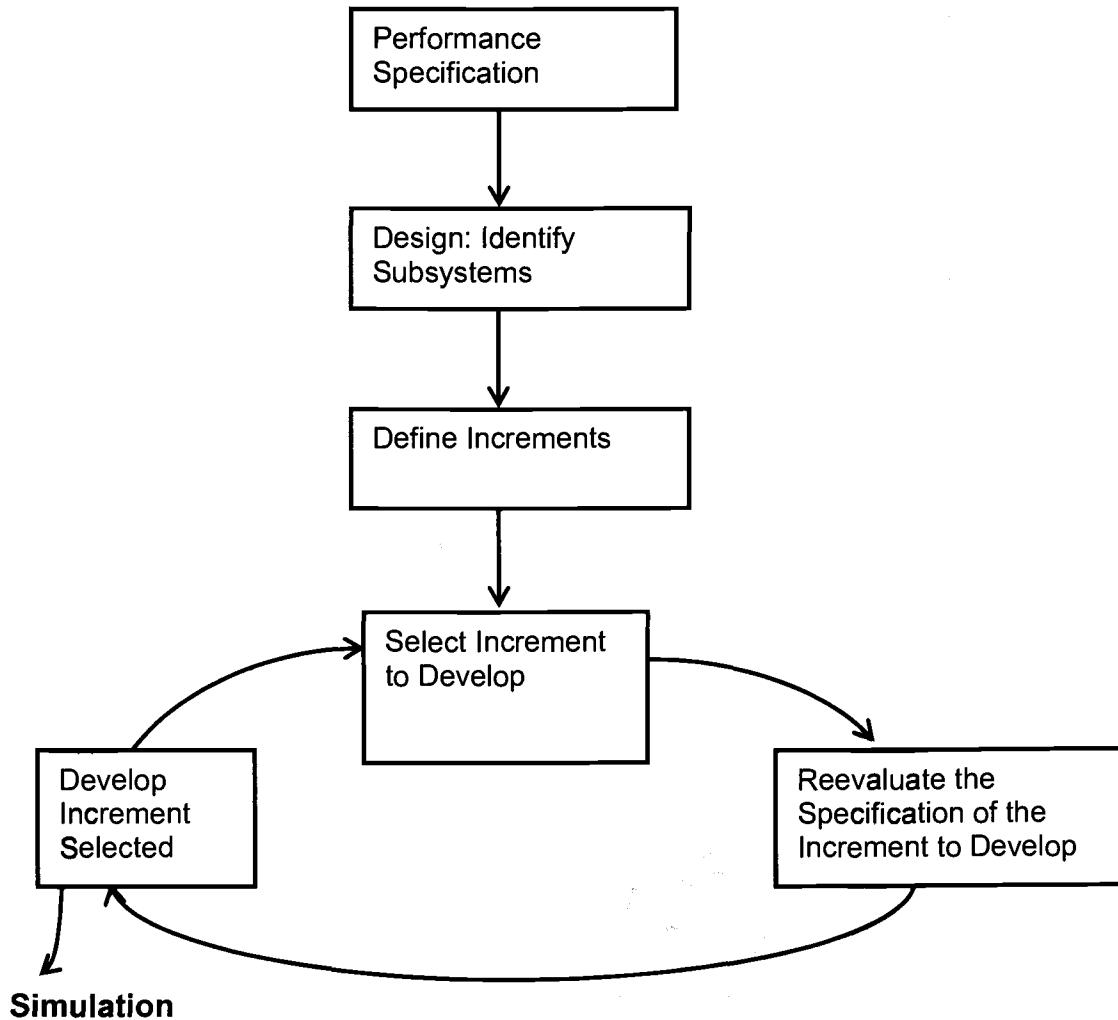 Performance
Specification
Design: Identify
Subsystems
Define Increments
Select Increment
to Develop
Develop
Increment
Selected
Reevaluate the
Specification of the
Increment to Develop
Simulation